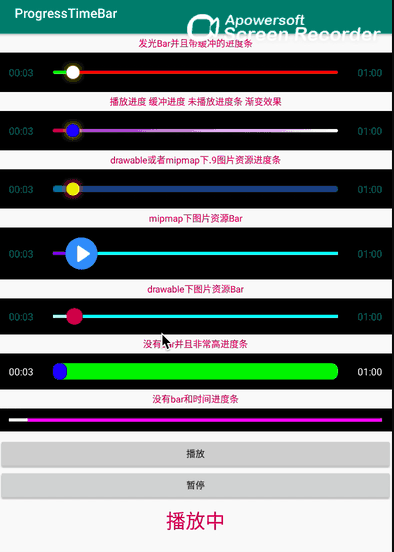 ProgressTimeBar
Apowersoft
Screen Recorder
发光Bar并且带缓冲的进度条
00:03 01:00
播放进度 缓冲进度 未播放进度条 渐变效果
00:03 01:00
drawable或者mipmap下.9图片资源进度条
00:03 01:00
mipmap下图片资源Bar
00:03 01:00
drawable下图片资源Bar
00:03 01:00
没有Bar并且非常高进度条
00:03 01:00
没有bar和时间进度条
播放
暂停
播放中